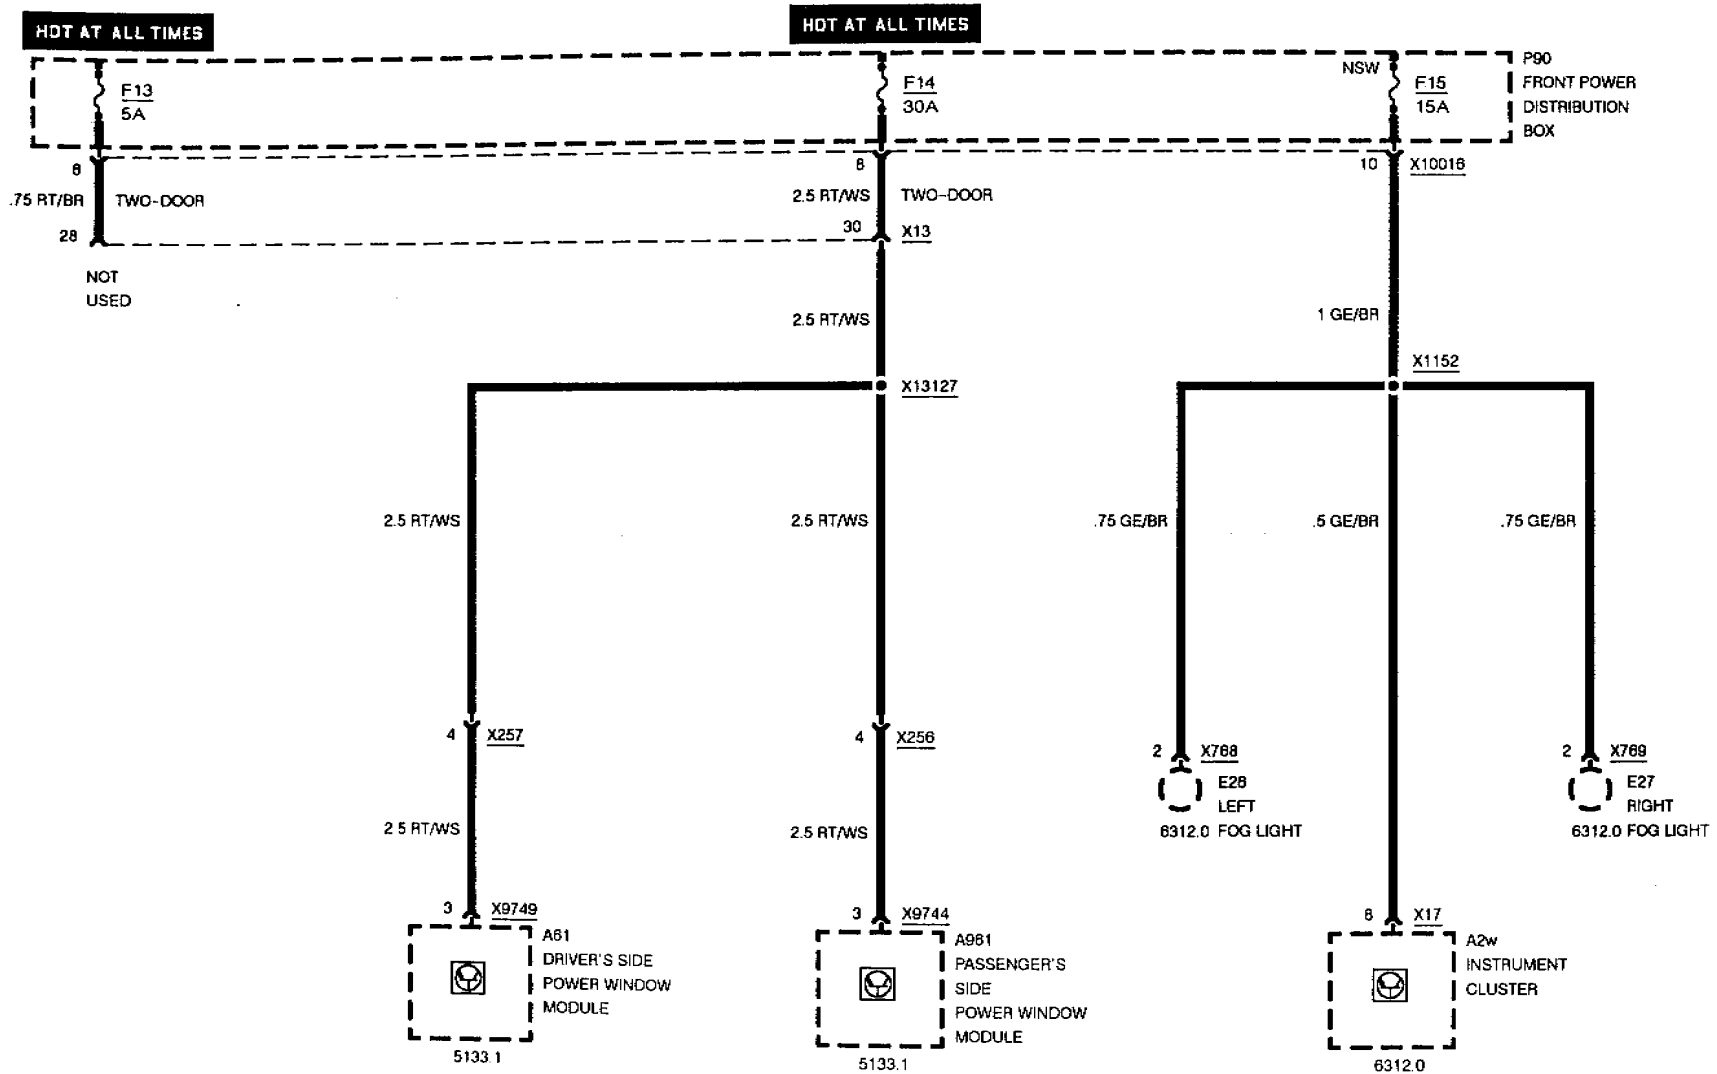 HOT AT ALL TIMES
HOT AT ALL TIMES
F13
5A
F14
30A
NSW
F15
15A
P90
FRONT POWER
DISTRIBUTION
BOX
6
8
10
X10016
.75 RT/BR
TWO-DOOR
2.5 RT/WS
TWO-DOOR
28
30
X13
NOT
USED
2.5 RT/WS
1 GE/BR
X13127
X1152
2.5 RT/WS
2.5 RT/WS
.75 GE/BR
.5 GE/BR
.75 GE/BR
4
X257
4
X256
2
X768
2
X769
E28
LEFT
6312.0 FOG LIGHT
E27
RIGHT
6312.0 FOG LIGHT
2 5 RT/WS
2.5 RT/WS
3
X9749
3
X9744
8
X17
A61
DRIVER'S SIDE
POWER WINDOW
MODULE
5133.1
A961
PASSENGER'S
SIDE
POWER WINDOW
MODULE
5133.1
A2w
INSTRUMENT
CLUSTER
6312.0